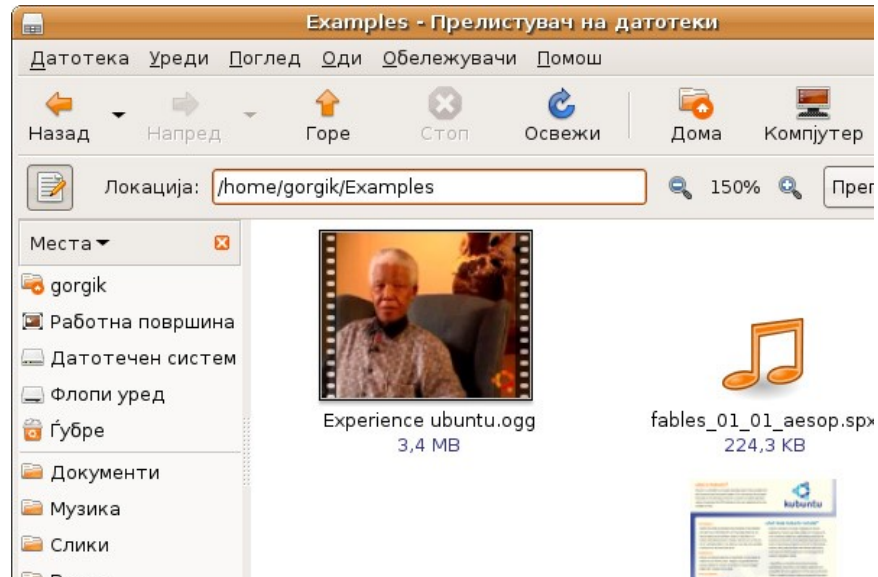 Examples - Прелистувач на датотеки
Датотека Уреди Поглед Оди Обележувачи Помош
Назад Напред Горе Стоп Освежи Дома Компјутер
Локација: /home/gorgik/Examples 150%
Места
gorgik
Работна површина
Датотечен систем
Флопи уред
Ѓубре
Документи
Музика
Слики
Experience ubuntu.ogg
3,4 MB
fables_01_01_aesop.spx
224,3 KB
kubuntu